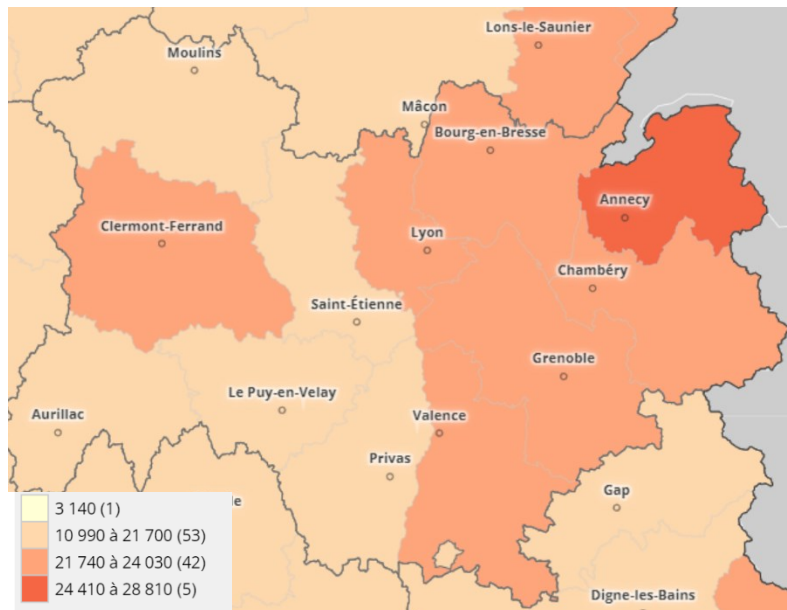 Lons-le-Saunier
Moulins
Mâcon
Bourg-en-Bresse
Annecy
Clermont-Ferrand
Lyon
Chambéry
Saint-Étienne
Grenoble
Le Puy-en-Velay
Aurillac
Valence
Privas
Gap
Digne-les-Bains
3 140 (1)
10 990 à 21 700 (53)
21 740 à 24 030 (42)
24 410 à 28 810 (5)